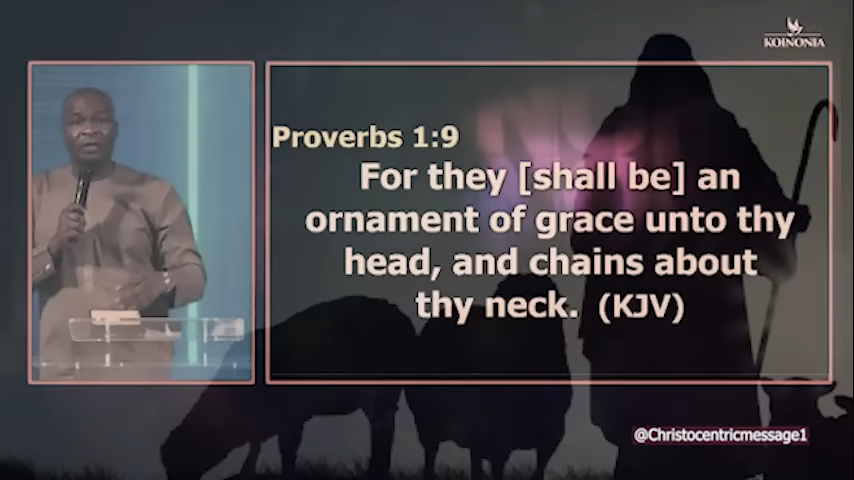 KOINONIA
Proverbs 1:9
For they [shall be] an
ornament of grace unto thy
head, and chains about
thy neck. (KJV)
@Christocentricmessage1